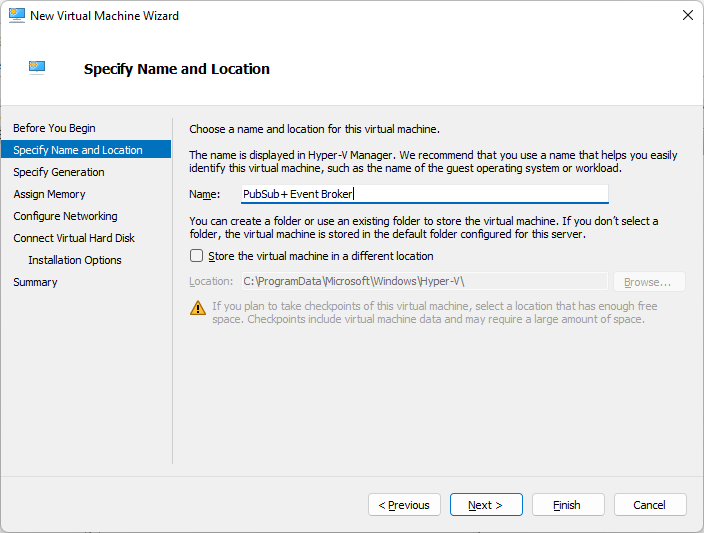 New Virtual Machine Wizard
Specify Name and Location
Before You Begin
Specify Name and Location
Specify Generation
Assign Memory
Configure Networking
Connect Virtual Hard Disk
Installation Options
Summary
Choose a name and location for this virtual machine.
The name is displayed in Hyper-V Manager. We recommend that you use a name that helps you easily
identify this virtual machine, such as the name of the guest operating system or workload.
Name: PubSub+ Event Broker
You can create a folder or use an existing folder to store the virtual machine. If you don't select a
folder, the virtual machine is stored in the default folder configured for this server.
Store the virtual machine in a different location
Location: C:\ProgramData\Microsoft\Windows\Hyper-V\ Browse...
If you plan to take checkpoints of this virtual machine, select a location that has enough free
space. Checkpoints include virtual machine data and may require a large amount of space.
< Previous Next > Finish Cancel